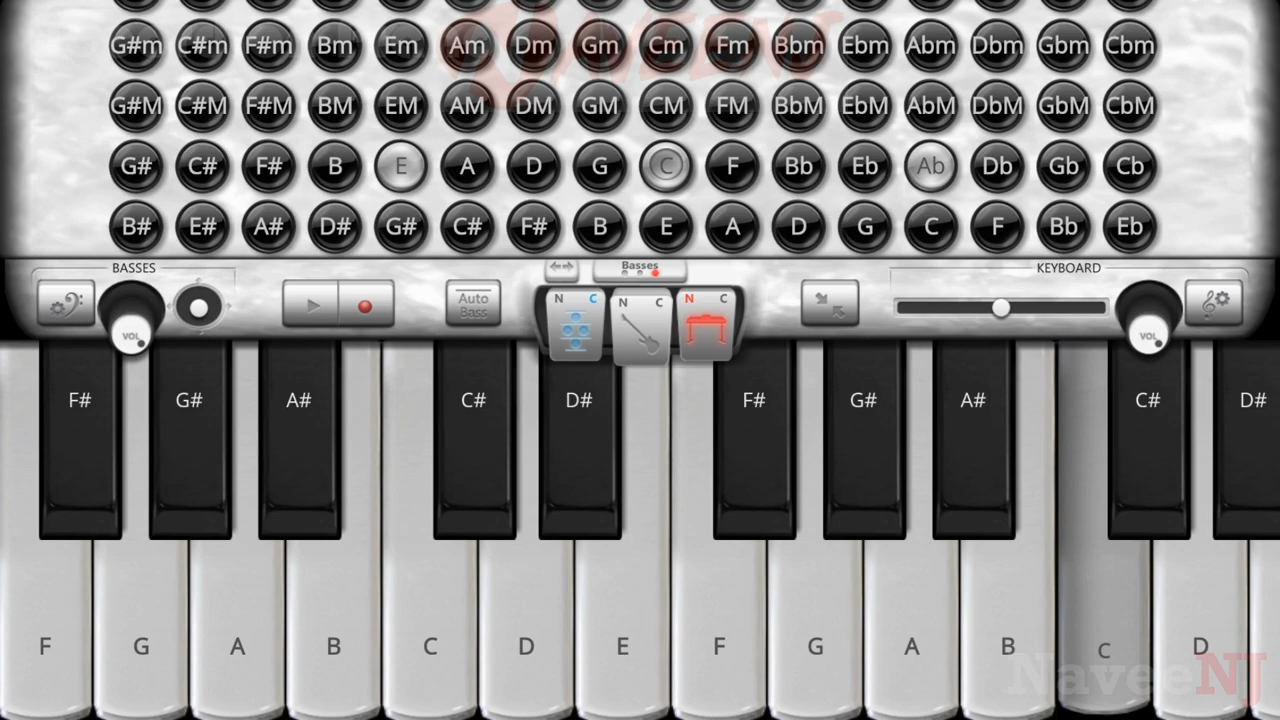 G#m C#m F#m Bm Em Am Dm Gm Cm Fm Bbm Ebm Abm Dbm Gbm Cbm
G#M C#M F#M BM EM AM DM GM CM FM BbM EbM AbM DbM GbM CbM
G# C# F# B E A D G C F Bb Eb Ab Db Gb Cb
B# E# A# D# G# C# F# B E A D G C F Bb Eb
BASSES Basses KEYBOARD
Auto
Bass
N C N C N C
VOL VOL
F# G# A# C# D# F# G# A# C# D#
F G A B C D E F G A B C D
NaveeNJ